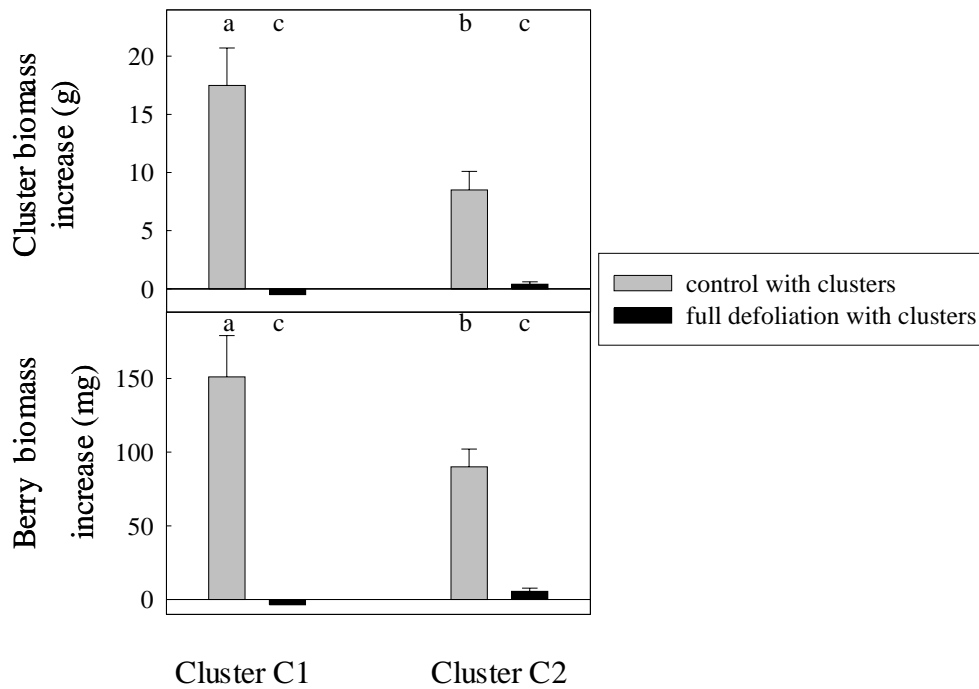 a c b c
Cluster biomass
increase (g)
20
15
10
5
0
control with clusters
full defoliation with clusters
a c b c
Berry biomass
increase (mg)
150
100
50
0
Cluster C1 Cluster C2